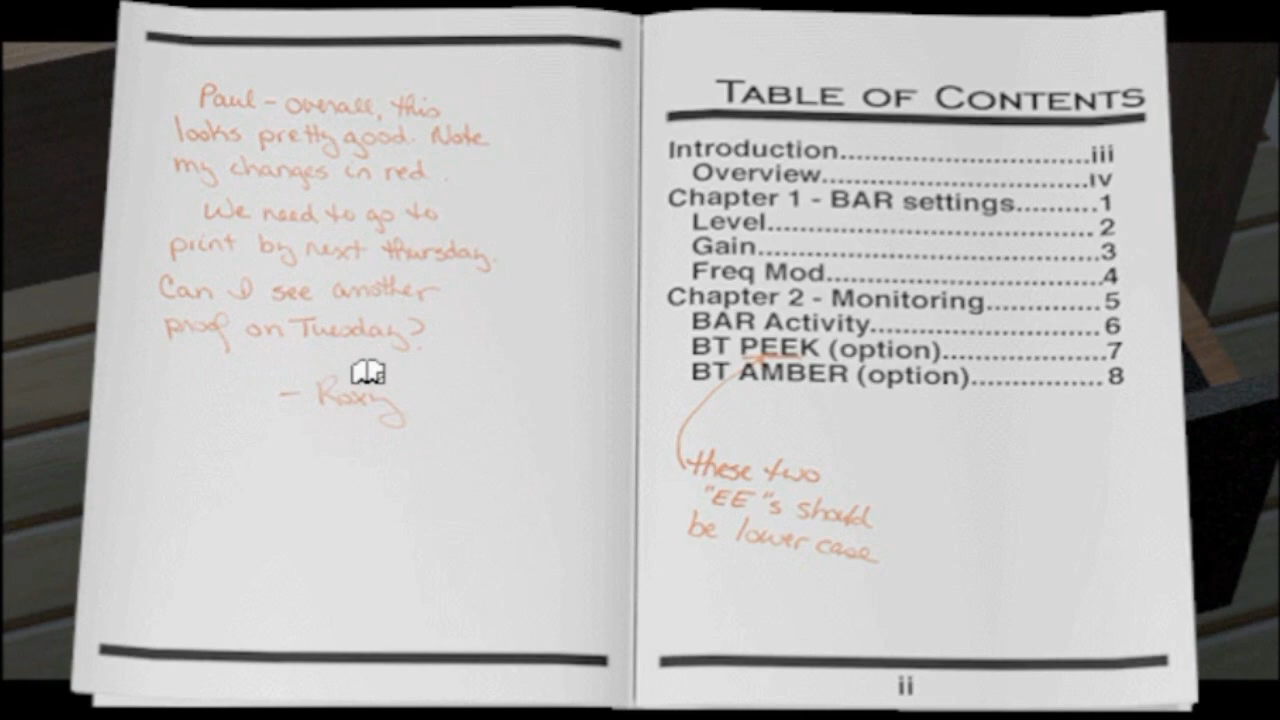 Paul - overall, this
looks pretty good. Note
my changes in red.
We need to go to
print by next thursday.
Can I see another
proof on Tuesday?
- Roxy
TABLE OF CONTENTS
Introduction.................................iii
Overview...................................iv
Chapter 1 - BAR settings..........1
Level..........................................2
Gain............................................3
Freq Mod...................................4
Chapter 2 - Monitoring..............5
BAR Activity..............................6
BT PEEK (option).....................7
BT AMBER (option)..................8
these two
"EE"s should
be lower case
ii